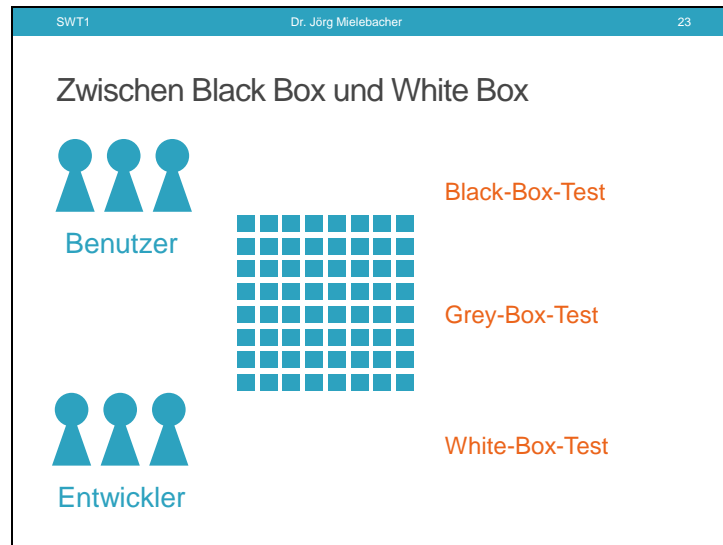 SWT1 Dr. Jörg Mielebacher 23
Zwischen Black Box und White Box
Black-Box-Test
Benutzer
Grey-Box-Test
White-Box-Test
Entwickler